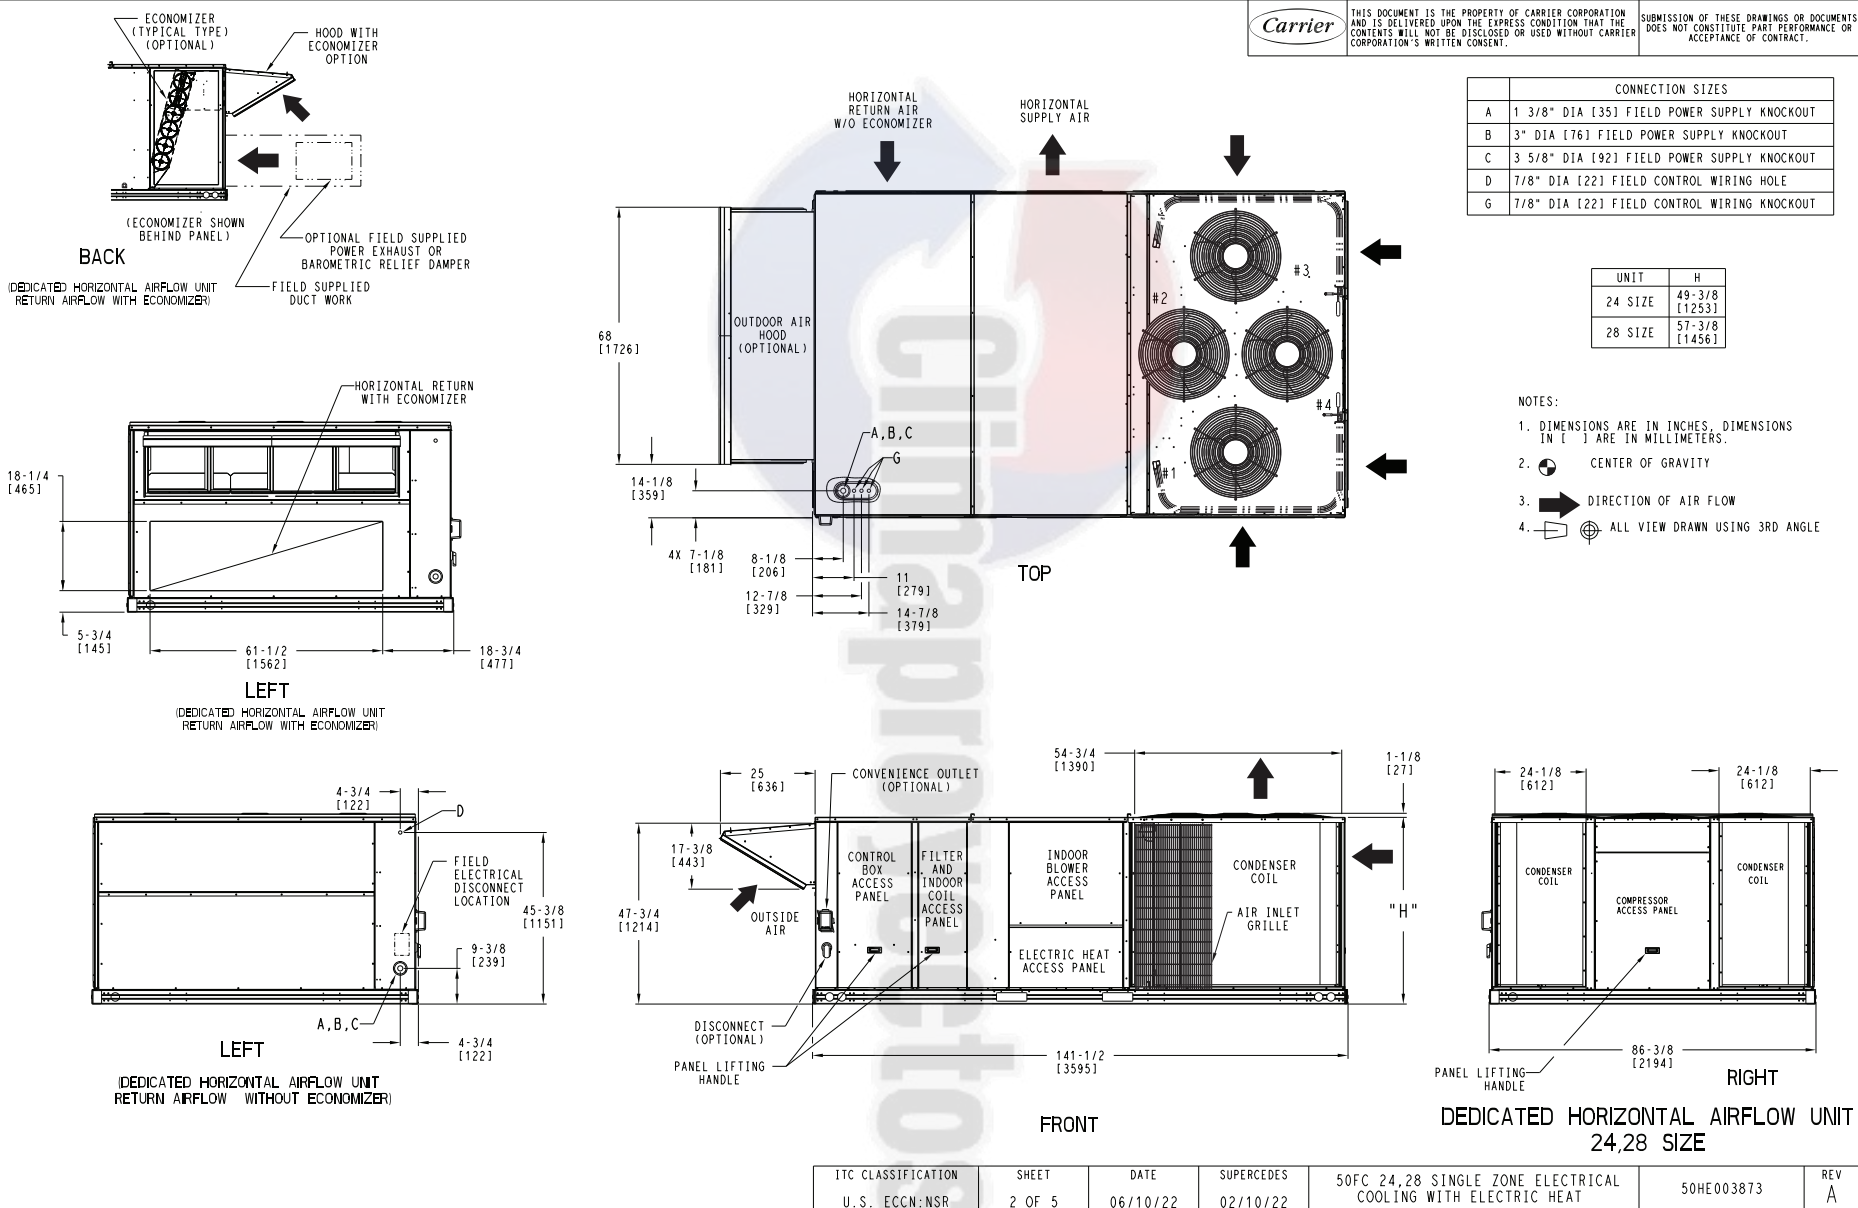 Carrier
THIS DOCUMENT IS THE PROPERTY OF CARRIER CORPORATION
AND IS DELIVERED UPON THE EXPRESS CONDITION THAT THE
CONTENTS WILL NOT BE DISCLOSED OR USED WITHOUT CARRIER
CORPORATION'S WRITTEN CONSENT.
SUBMISSION OF THESE DRAWINGS OR DOCUMENTS
DOES NOT CONSTITUTE PART PERFORMANCE OR
ACCEPTANCE OF CONTRACT.
ECONOMIZER
(TYPICAL TYPE)
(OPTIONAL)
HOOD WITH
ECONOMIZER
OPTION
(ECONOMIZER SHOWN
BEHIND PANEL)
BACK
(DEDICATED HORIZONTAL AIRFLOW UNIT
RETURN AIRFLOW WITH ECONOMIZER)
OPTIONAL FIELD SUPPLIED
POWER EXHAUST OR
BAROMETRIC RELIEF DAMPER
FIELD SUPPLIED
DUCT WORK
HORIZONTAL
RETURN AIR
W/O ECONOMIZER
HORIZONTAL
SUPPLY AIR
OUTDOOR AIR
HOOD
(OPTIONAL)
68
[1726]
#3
#2
#4
#1
A,B,C
G
14-1/8
[359]
4X 7-1/8
[181]
8-1/8
[206]
11
[279]
12-7/8
[329]
14-7/8
[379]
TOP
CONNECTION SIZES
A 1 3/8" DIA [35] FIELD POWER SUPPLY KNOCKOUT
B 3" DIA [76] FIELD POWER SUPPLY KNOCKOUT
C 3 5/8" DIA [92] FIELD POWER SUPPLY KNOCKOUT
D 7/8" DIA [22] FIELD CONTROL WIRING HOLE
G 7/8" DIA [22] FIELD CONTROL WIRING KNOCKOUT
UNIT H
24 SIZE 49-3/8
[1253]
28 SIZE 57-3/8
[1456]
NOTES:
1. DIMENSIONS ARE IN INCHES, DIMENSIONS
IN [ ] ARE IN MILLIMETERS.
2. CENTER OF GRAVITY
3. DIRECTION OF AIR FLOW
4. ALL VIEW DRAWN USING 3RD ANGLE
HORIZONTAL RETURN
WITH ECONOMIZER
18-1/4
[465]
5-3/4
[145]
61-1/2
[1562]
18-3/4
[477]
LEFT
(DEDICATED HORIZONTAL AIRFLOW UNIT
RETURN AIRFLOW WITH ECONOMIZER)
4-3/4
[122]
D
FIELD
ELECTRICAL
DISCONNECT
LOCATION
45-3/8
[1151]
9-3/8
[239]
A,B,C
4-3/4
[122]
LEFT
(DEDICATED HORIZONTAL AIRFLOW UNIT
RETURN AIRFLOW WITHOUT ECONOMIZER)
25
[636]
CONVENIENCE OUTLET
(OPTIONAL)
54-3/4
[1390]
1-1/8
[27]
17-3/8
[443]
47-3/4
[1214]
OUTSIDE
AIR
CONTROL
BOX
ACCESS
PANEL
FILTER
AND
INDOOR
COIL
ACCESS
PANEL
INDOOR
BLOWER
ACCESS
PANEL
ELECTRIC HEAT
ACCESS PANEL
CONDENSER
COIL
AIR INLET
GRILLE
"H"
DISCONNECT
(OPTIONAL)
PANEL LIFTING
HANDLE
141-1/2
[3595]
FRONT
24-1/8
[612]
24-1/8
[612]
CONDENSER
COIL
COMPRESSOR
ACCESS PANEL
CONDENSER
COIL
PANEL LIFTING
HANDLE
86-3/8
[2194]
RIGHT
DEDICATED HORIZONTAL AIRFLOW UNIT
24,28 SIZE
ITC CLASSIFICATION
U.S. ECCN:NSR
SHEET
2 OF 5
DATE
06/10/22
SUPERCEDES
02/10/22
50FC 24,28 SINGLE ZONE ELECTRICAL
COOLING WITH ELECTRIC HEAT
50HE003873
REV
A
Climaproyectos